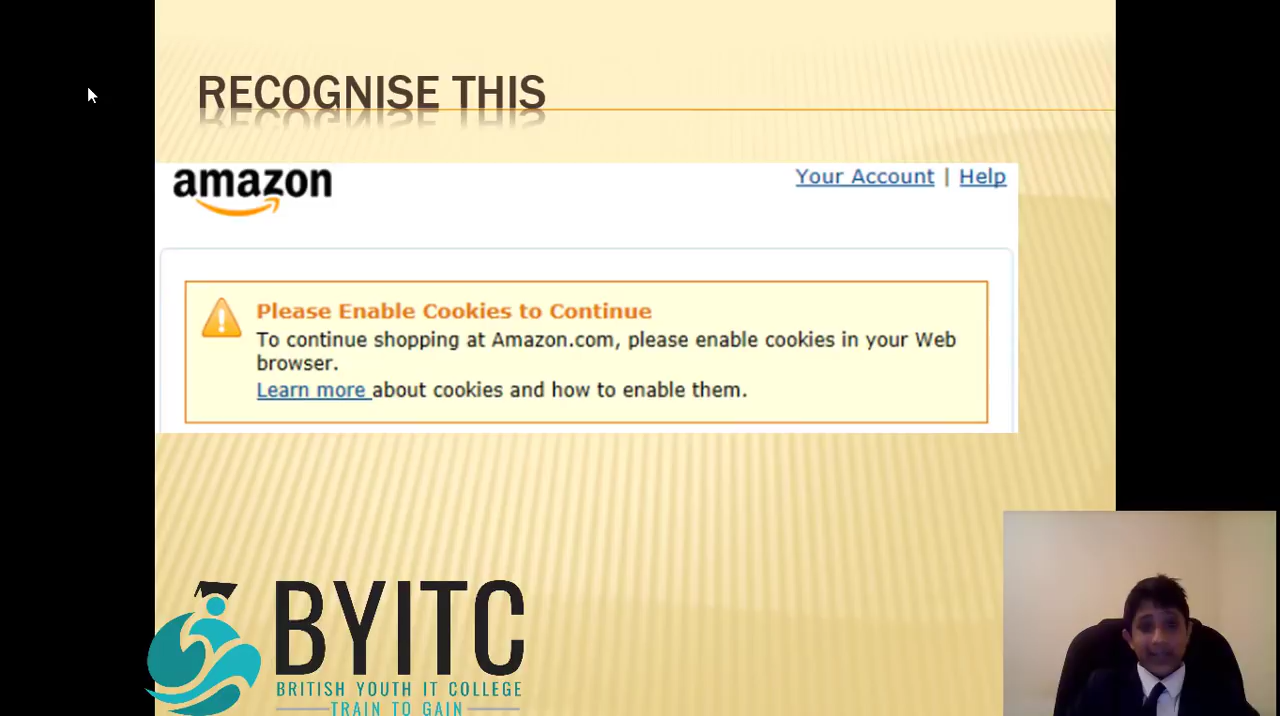 RECOGNISE THIS
amazon
Your Account | Help
Please Enable Cookies to Continue
To continue shopping at Amazon.com, please enable cookies in your Web
browser.
Learn more about cookies and how to enable them.
BYITC
BRITISH YOUTH IT COLLEGE
TRAIN TO GAIN